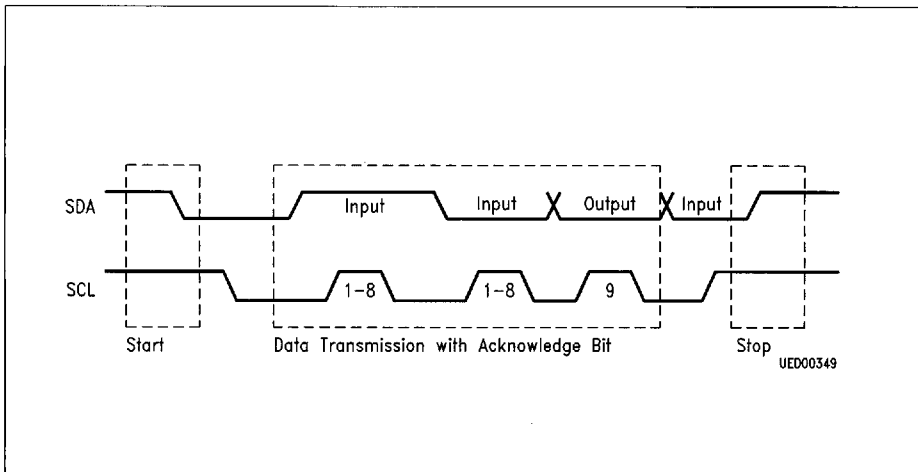 SDA
Input
Input
Output
Input
SCL
1-8
1-8
9
Start
Data Transmission with Acknowledge Bit
Stop
UED00349